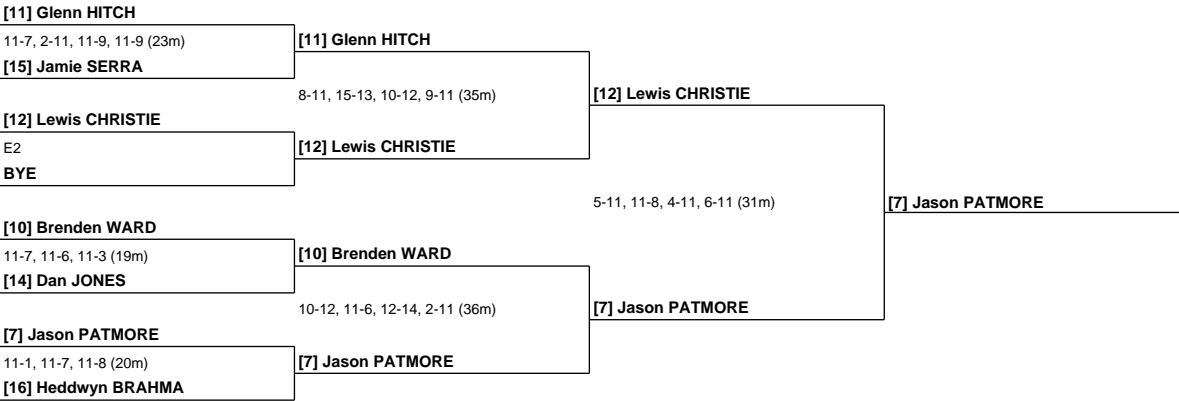 [11] Glenn HITCH
11-7, 2-11, 11-9, 11-9 (23m)
[15] Jamie SERRA
[12] Lewis CHRISTIE
E2
BYE
[10] Brenden WARD
11-7, 11-6, 11-3 (19m)
[14] Dan JONES
[7] Jason PATMORE
11-1, 11-7, 11-8 (20m)
[16] Heddwyn BRAHMA
[11] Glenn HITCH
8-11, 15-13, 10-12, 9-11 (35m)
[12] Lewis CHRISTIE
[10] Brenden WARD
10-12, 11-6, 12-14, 2-11 (36m)
[7] Jason PATMORE
[12] Lewis CHRISTIE
5-11, 11-8, 4-11, 6-11 (31m)
[7] Jason PATMORE
[7] Jason PATMORE